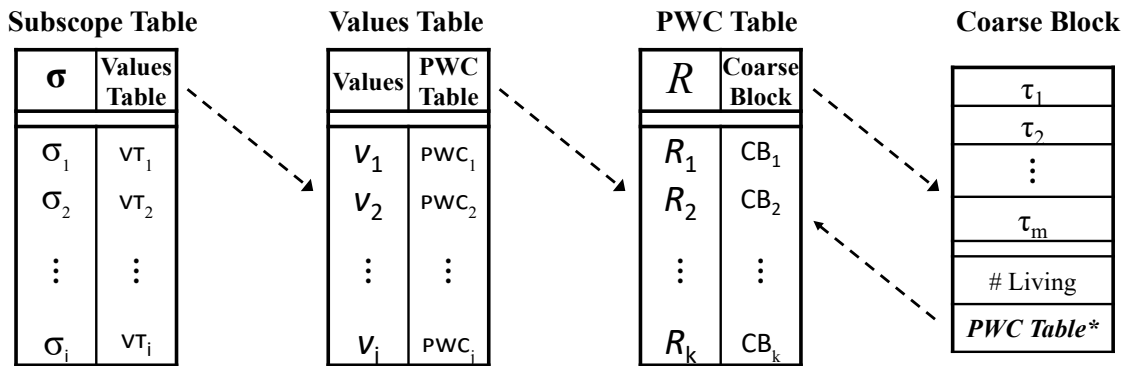 Subscope Table
Values Table
PWC Table
Coarse Block
σ
Values Table
σ₁ VT₁
σ₂ VT₂
⋮ ⋮
σᵢ VTᵢ
Values
PWC Table
v₁ PWC₁
v₂ PWC₂
⋮ ⋮
vⱼ PWCⱼ
R
Coarse Block
R₁ CB₁
R₂ CB₂
⋮ ⋮
Rₖ CBₖ
τ₁
τ₂
⋮
τₘ
# Living
PWC Table*